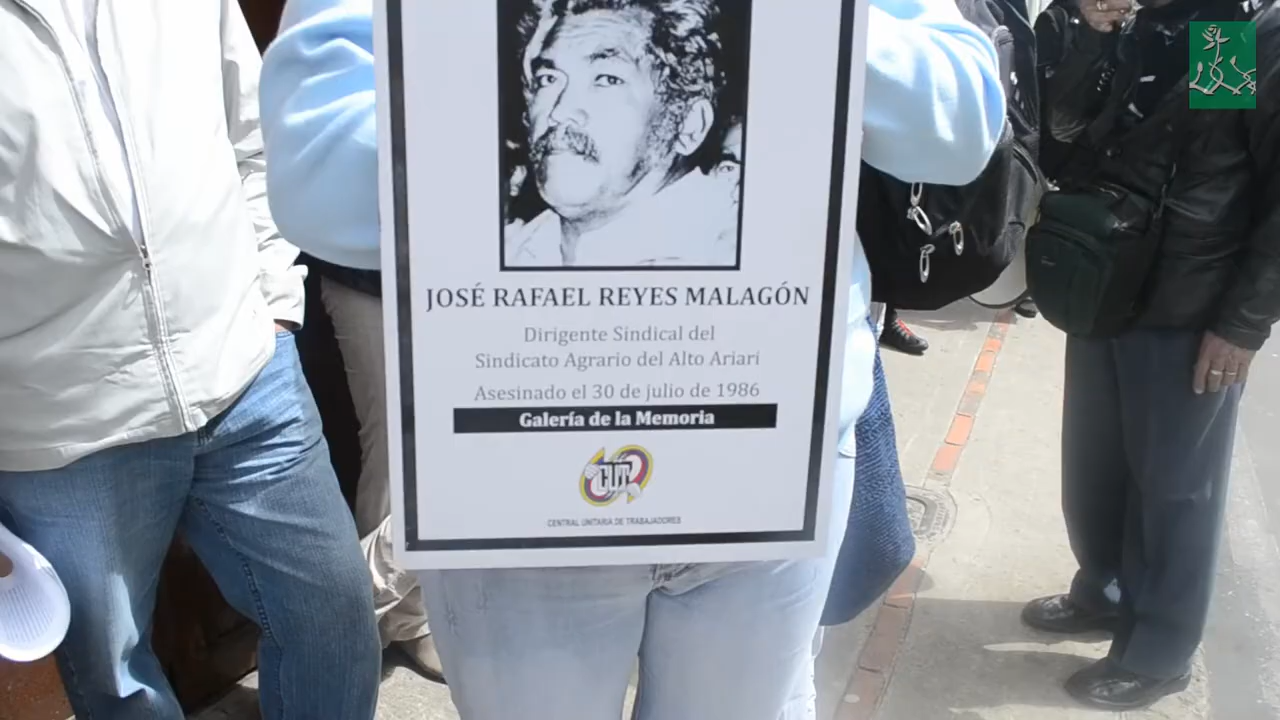 JOSÉ RAFAEL REYES MALAGÓN
Dirigente Sindical del
Sindicato Agrario del Alto Ariari
Asesinado el 30 de julio de 1986
Galería de la Memoria
CUT
CENTRAL UNITARIA DE TRABAJADORES